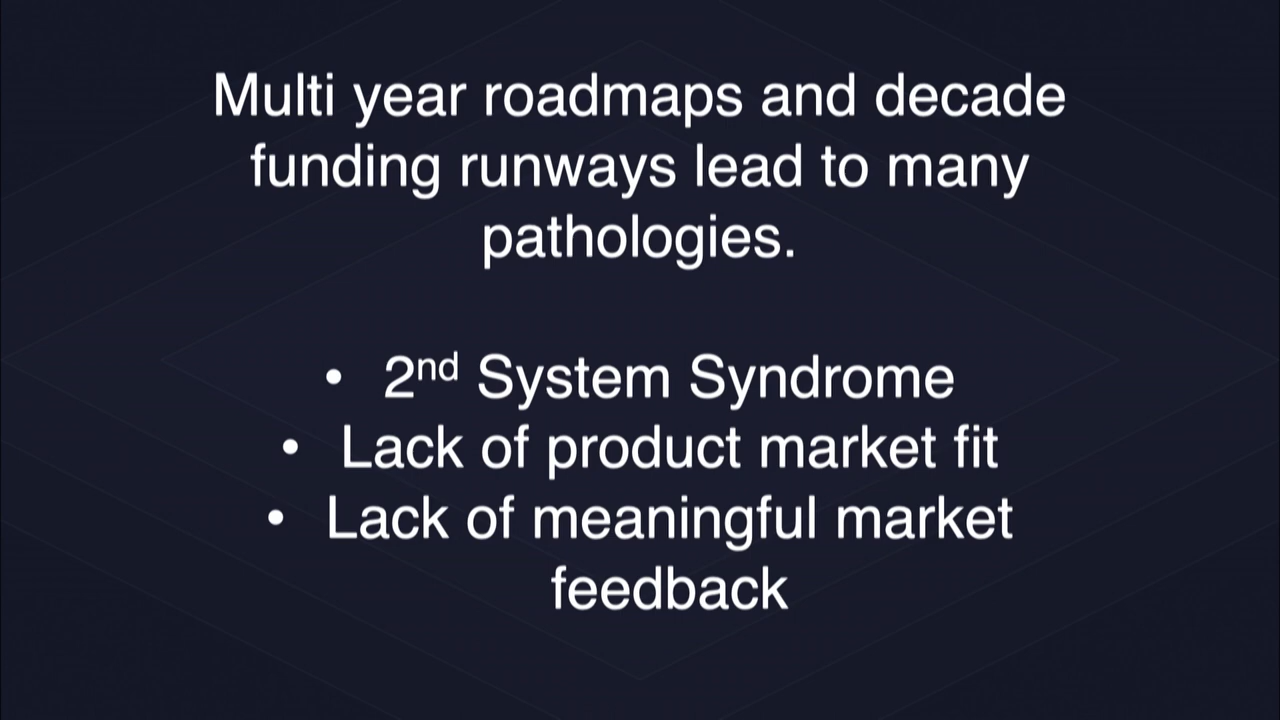 Multi year roadmaps and decade
funding runways lead to many
pathologies.
• 2nd System Syndrome
• Lack of product market fit
• Lack of meaningful market
feedback